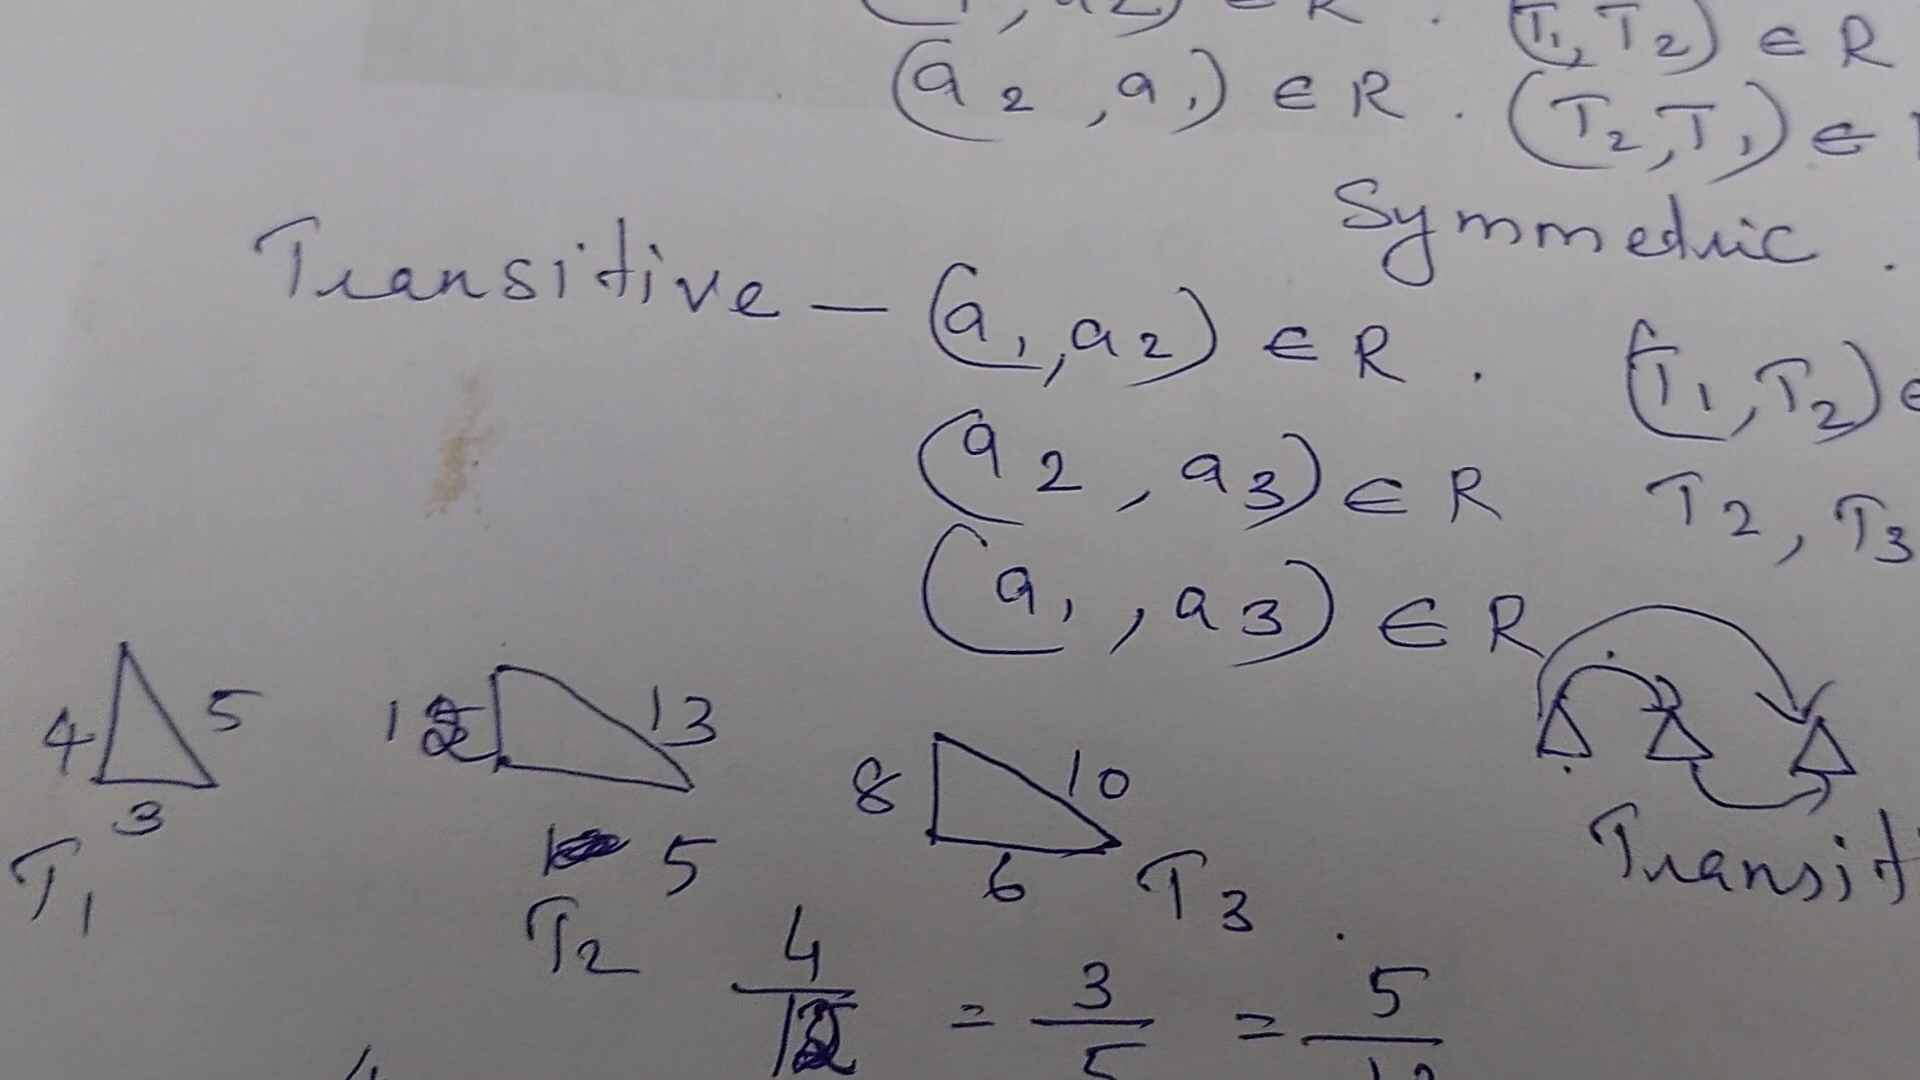 (a2, a1) ∈ R. (T1, T2) ∈ R
(T2, T1) ∈
Symmetric.
Transitive – (a1, a2) ∈ R. (T1, T2) ∈
(a2, a3) ∈ R T2, T3
(a1, a3) ∈ R
4 5 3 T1
12 13 5 T2
8 10 6 T3.
Transit
4/12 = 3/5 = 5/